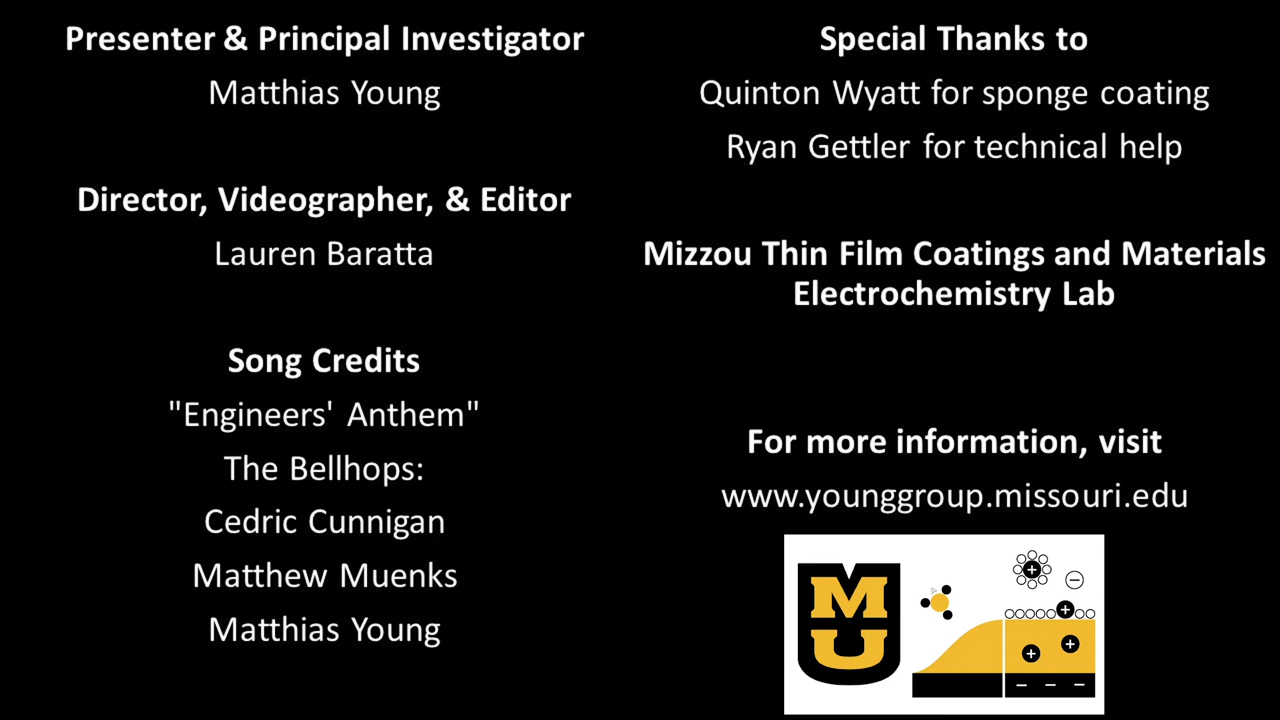 Presenter & Principal Investigator
Matthias Young
Director, Videographer, & Editor
Lauren Baratta
Song Credits
"Engineers' Anthem"
The Bellhops:
Cedric Cunnigan
Matthew Muenks
Matthias Young
Special Thanks to
Quinton Wyatt for sponge coating
Ryan Gettler for technical help
Mizzou Thin Film Coatings and Materials
Electrochemistry Lab
For more information, visit
www.younggroup.missouri.edu
MU